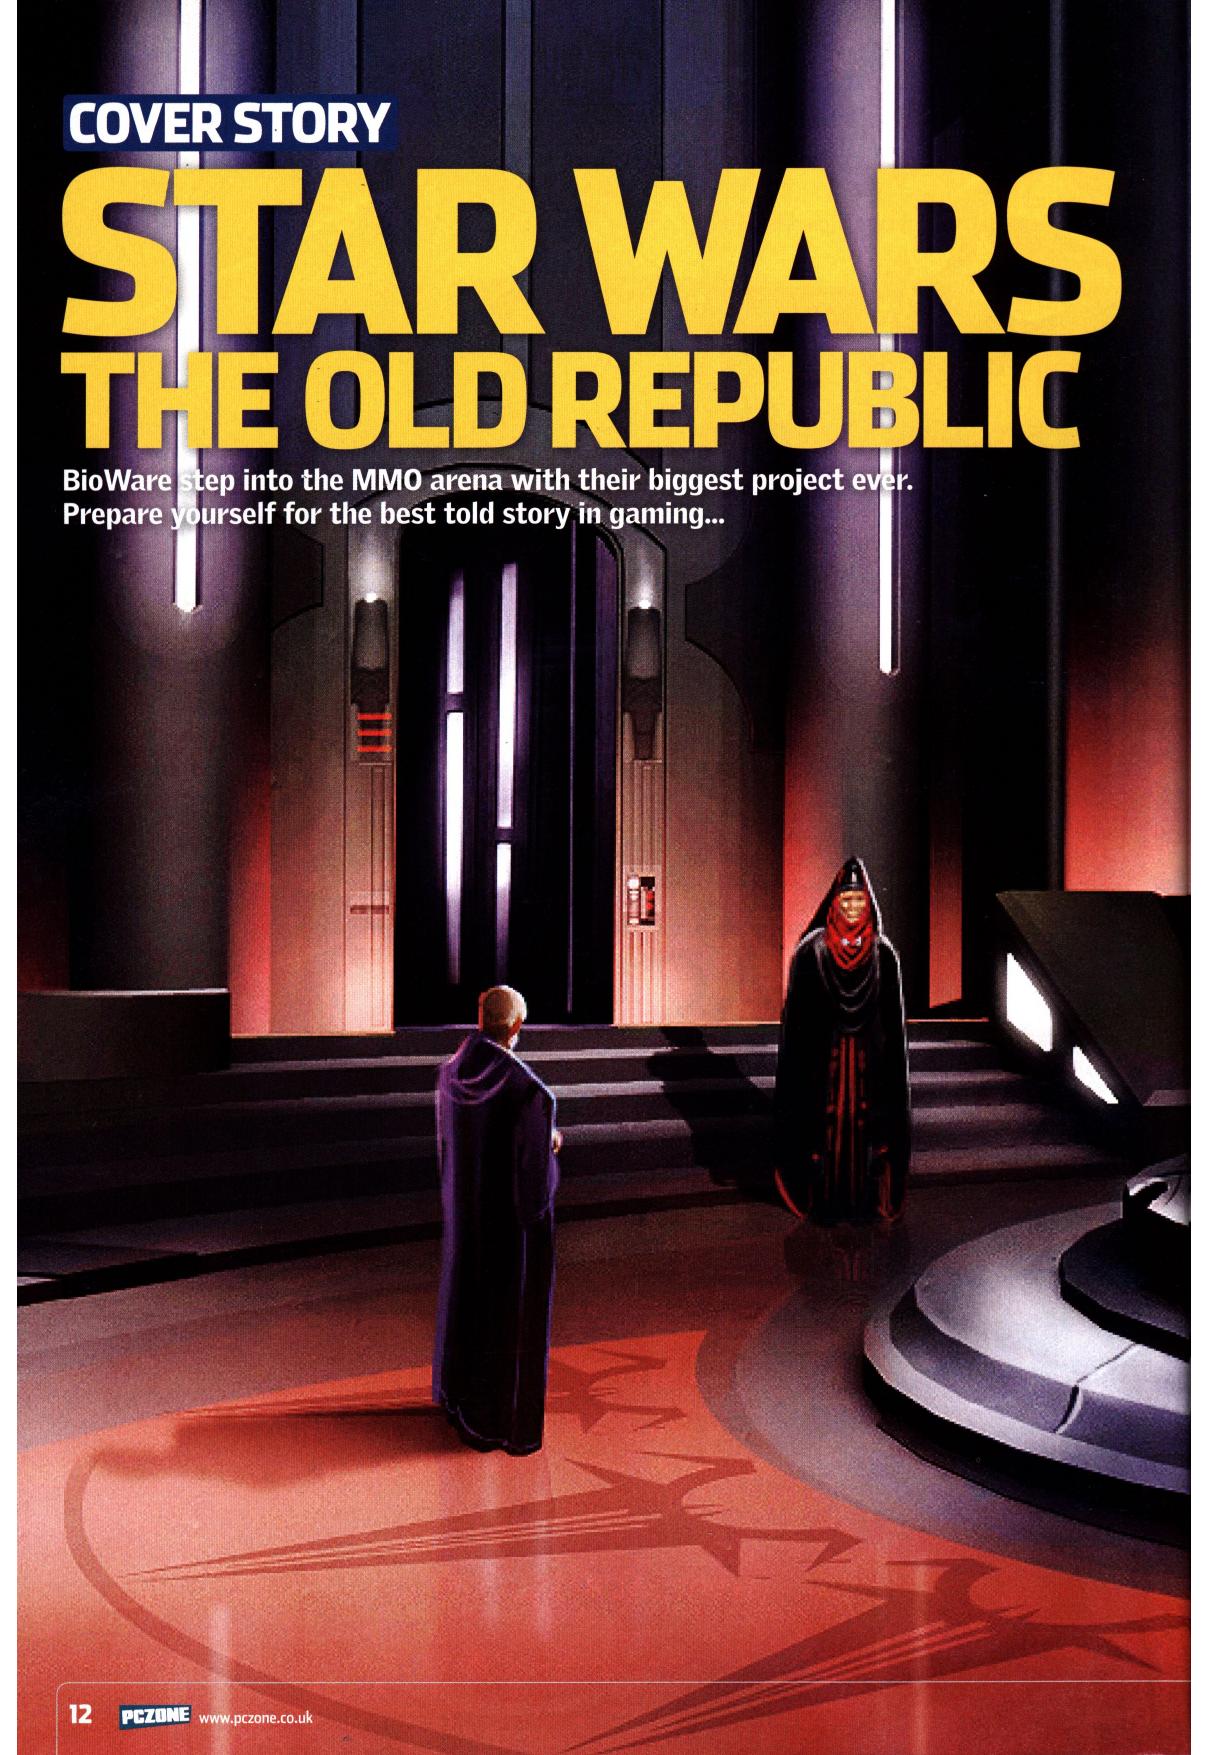 COVER STORY
STAR WARS
THE OLD REPUBLIC
BioWare step into the MMO arena with their biggest project ever.
Prepare yourself for the best told story in gaming...
12 PCZONE www.pczone.co.uk